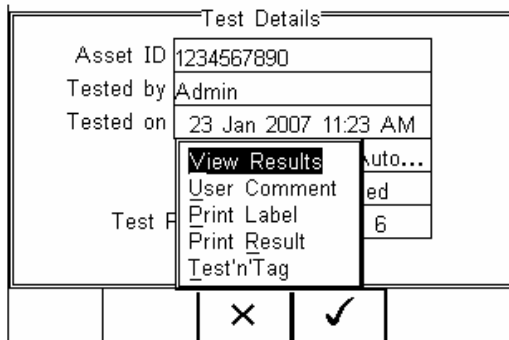 Test Details
Asset ID 1234567890
Tested by Admin
Tested on 23 Jan 2007 11:23 AM
View Results
User Comment
Print Label
Test 6
Print Result
Test'n'Tag